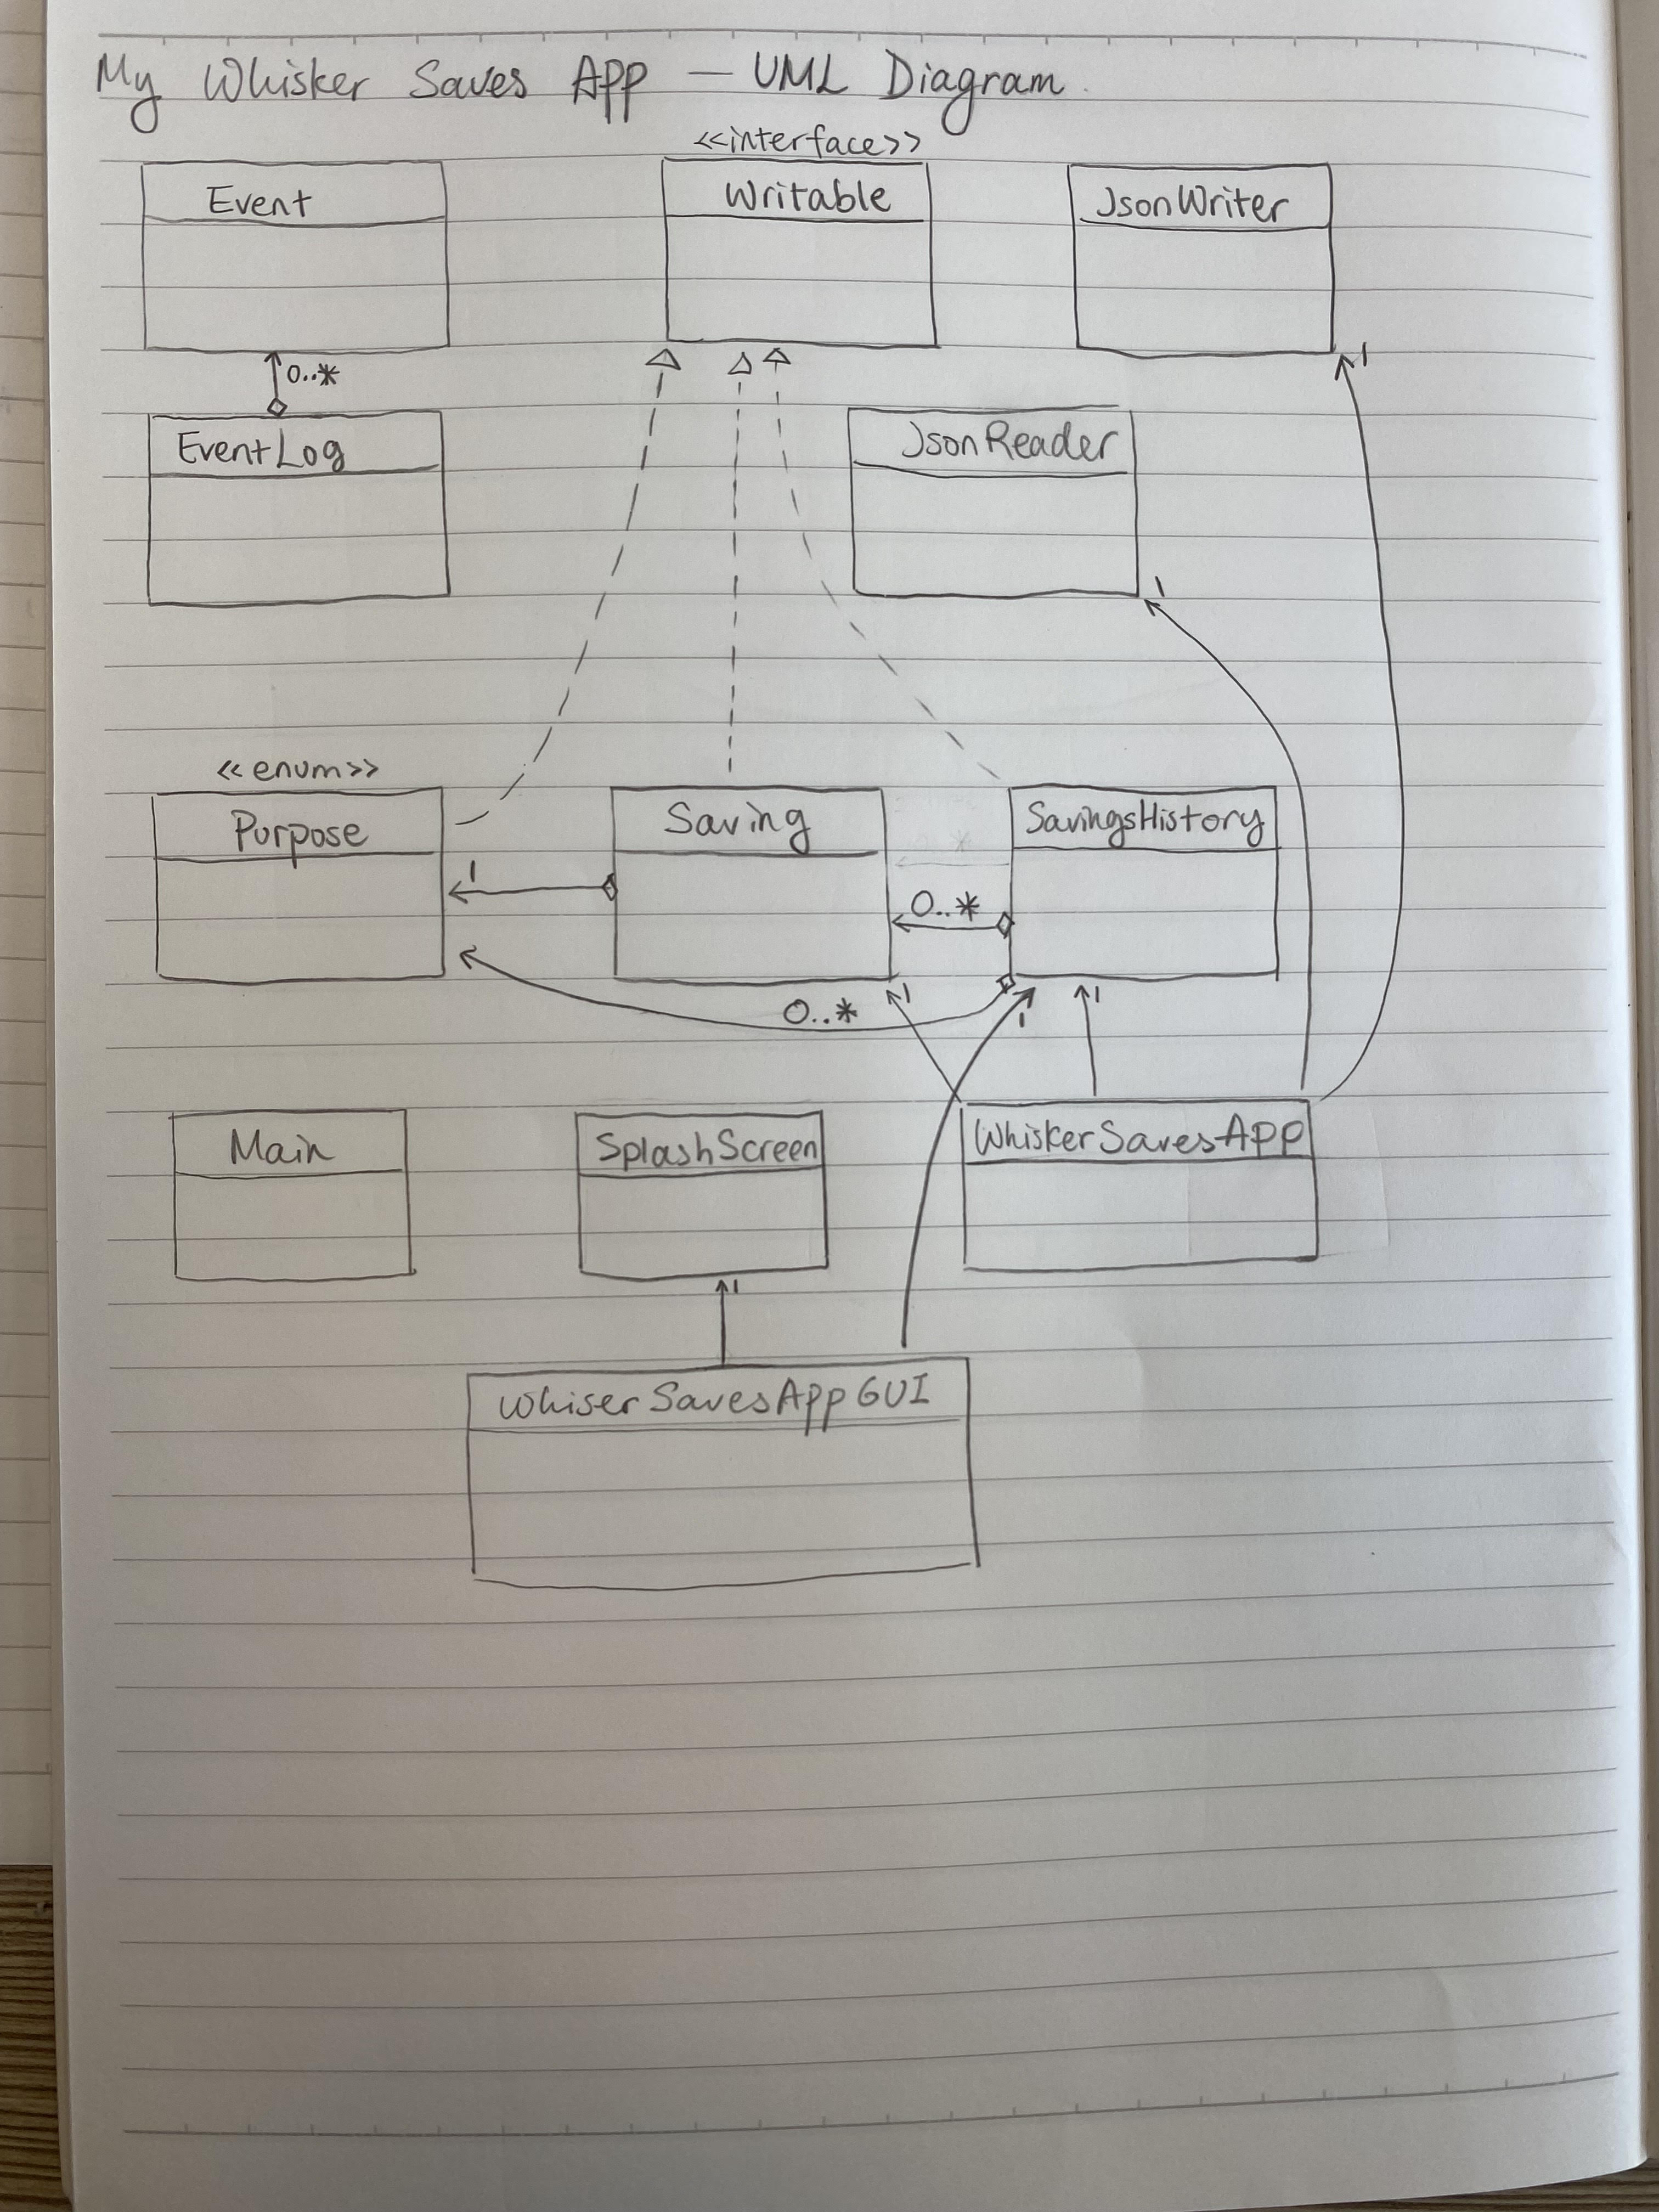 My Whisker Saves App — UML Diagram.
<<interface>>
Event
Writable
JsonWriter
0..*
1
EventLog
JsonReader
1
<<enum>>
Purpose
Saving
SavingsHistory
1
0..*
0..*
1
1
1
Main
SplashScreen
WhiskerSavesApp
1
WhiserSavesAppGUI